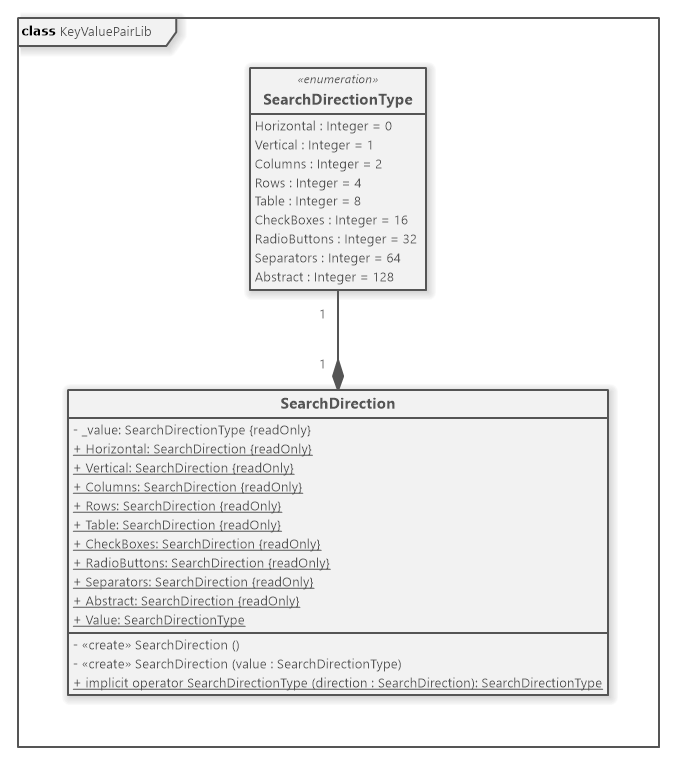 class KeyValuePairLib
«enumeration»
SearchDirectionType
Horizontal : Integer = 0
Vertical : Integer = 1
Columns : Integer = 2
Rows : Integer = 4
Table : Integer = 8
CheckBoxes : Integer = 16
RadioButtons : Integer = 32
Separators : Integer = 64
Abstract : Integer = 128
1
1
SearchDirection
- _value: SearchDirectionType {readOnly}
+ Horizontal: SearchDirection {readOnly}
+ Vertical: SearchDirection {readOnly}
+ Columns: SearchDirection {readOnly}
+ Rows: SearchDirection {readOnly}
+ Table: SearchDirection {readOnly}
+ CheckBoxes: SearchDirection {readOnly}
+ RadioButtons: SearchDirection {readOnly}
+ Separators: SearchDirection {readOnly}
+ Abstract: SearchDirection {readOnly}
+ Value: SearchDirectionType
- «create» SearchDirection ()
- «create» SearchDirection (value : SearchDirectionType)
+ implicit operator SearchDirectionType (direction : SearchDirection): SearchDirectionType